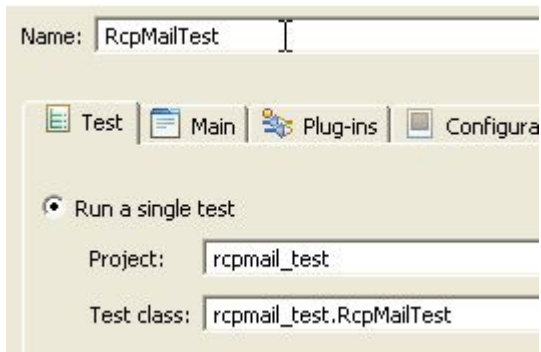 Name: RcpMailTest
Test Main Plug-ins Configura
Run a single test
Project: rcpmail_test
Test class: rcpmail_test.RcpMailTest